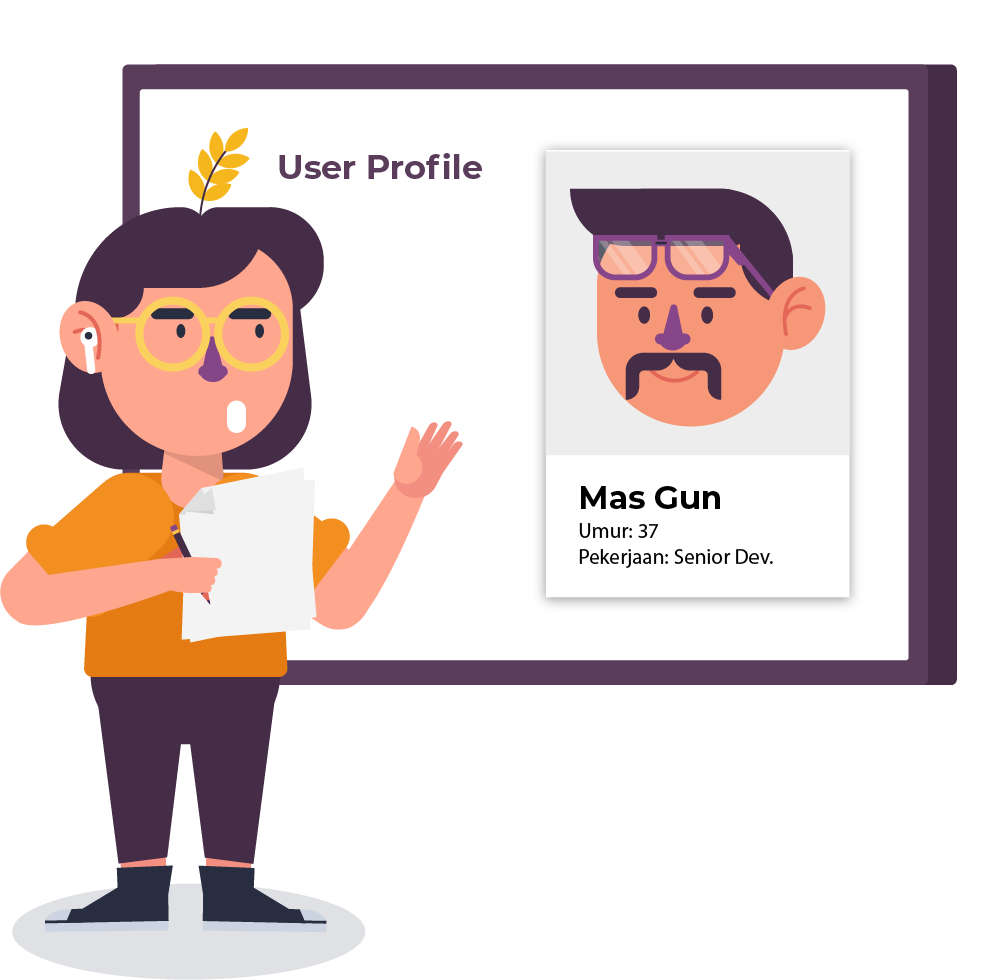 User Profile
Mas Gun
Umur: 37
Pekerjaan: Senior Dev.